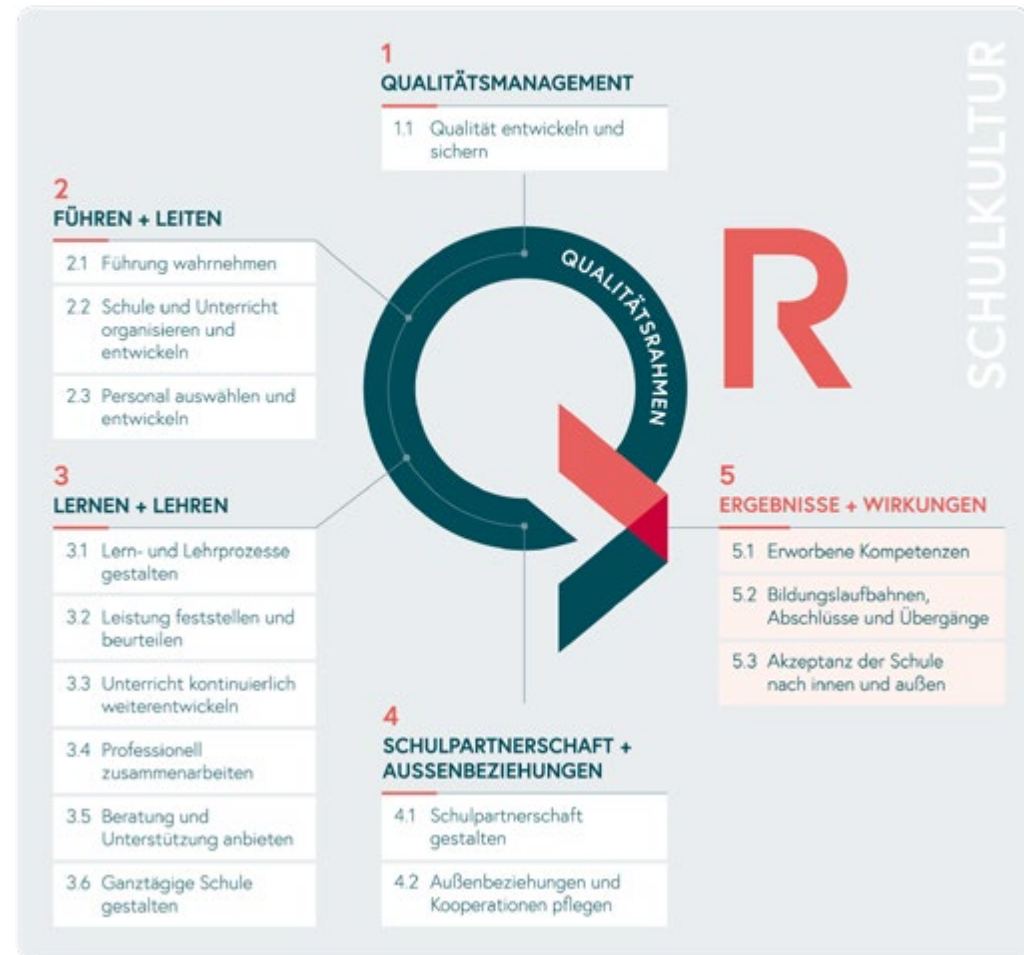 SCHULKULTUR
1
QUALITÄTSMANAGEMENT
1.1 Qualität entwickeln und
sichern
2
FÜHREN + LEITEN
2.1 Führung wahrnehmen
2.2 Schule und Unterricht
organisieren und
entwickeln
2.3 Personal auswählen und
entwickeln
QUALITÄTSRAHMEN
R
3
LERNEN + LEHREN
3.1 Lern- und Lehrprozesse
gestalten
3.2 Leistung feststellen und
beurteilen
3.3 Unterricht kontinuierlich
weiterentwickeln
3.4 Professionell
zusammenarbeiten
3.5 Beratung und
Unterstützung anbieten
3.6 Ganztägige Schule
gestalten
4
SCHULPARTNERSCHAFT +
AUSSENBEZIEHUNGEN
4.1 Schulpartnerschaft
gestalten
4.2 Außenbeziehungen und
Kooperationen pflegen
5
ERGEBNISSE + WIRKUNGEN
5.1 Erworbene Kompetenzen
5.2 Bildungslaufbahnen,
Abschlüsse und Übergänge
5.3 Akzeptanz der Schule
nach innen und außen